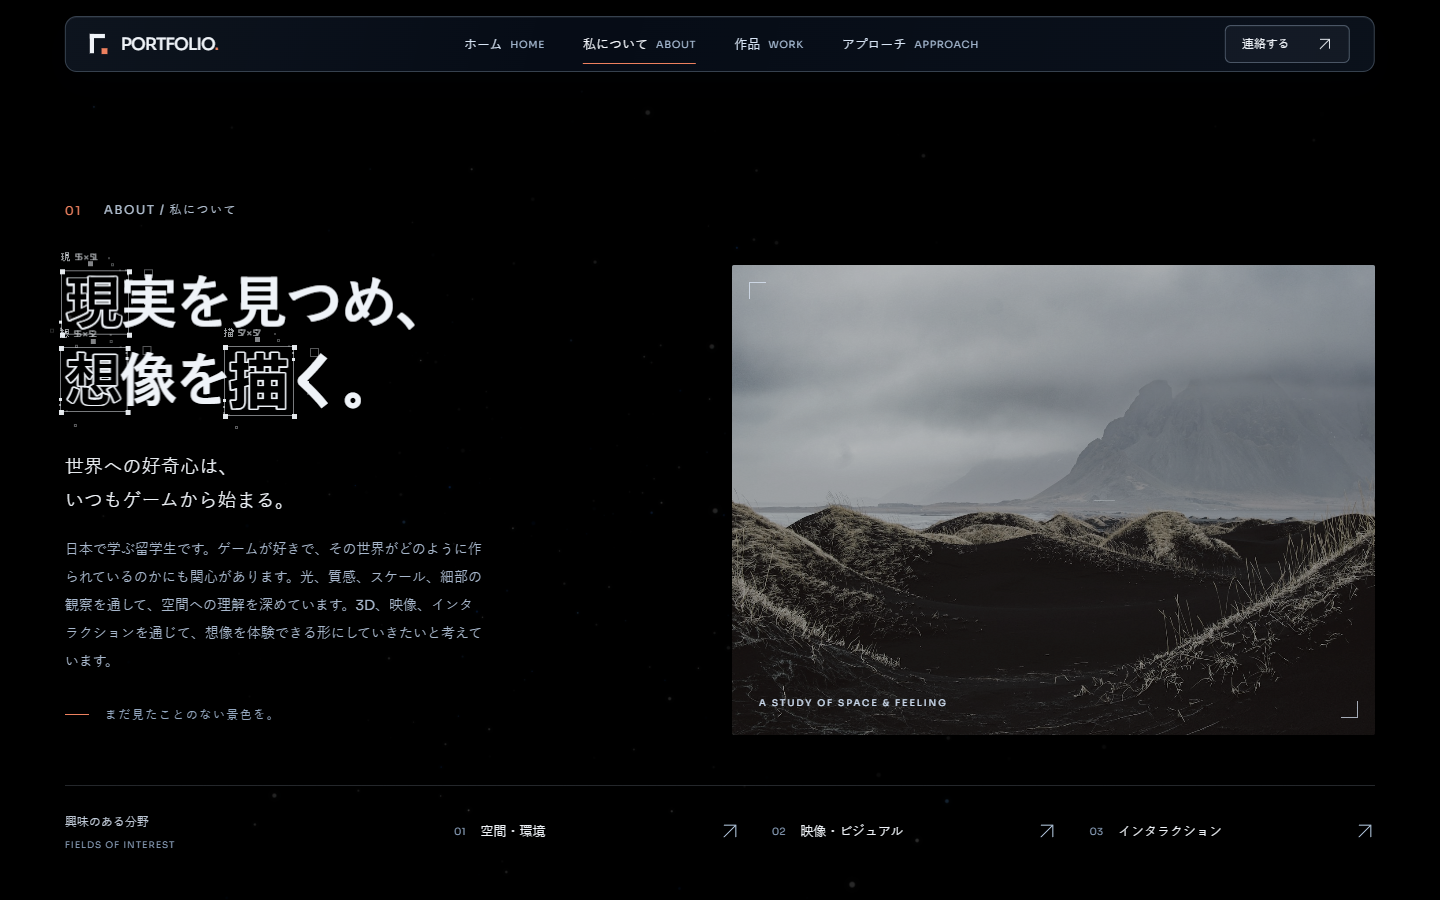 PORTFOLIO.
ホーム HOME
私について ABOUT
作品 WORK
アプローチ APPROACH
連絡する
01 ABOUT / 私について
現実を見つめ、
想像を描く。
世界への好奇心は、
いつもゲームから始まる。
日本で学ぶ留学生です。ゲームが好きで、その世界がどのように作
られているのかにも関心があります。光、質感、スケール、細部の
観察を通して、空間への理解を深めています。3D、映像、インタ
ラクションを通じて、想像を体験できる形にしていきたいと考えて
います。
まだ見たことのない景色を。
A STUDY OF SPACE & FEELING
興味のある分野
FIELDS OF INTEREST
01 空間・環境
02 映像・ビジュアル
03 インタラクション